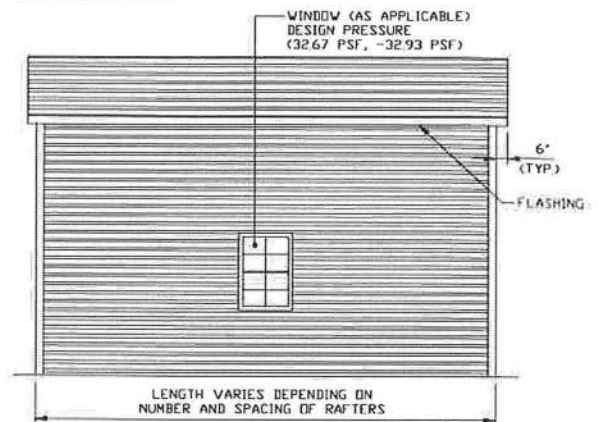 WINDOW (AS APPLICABLE)
DESIGN PRESSURE
(32.67 PSF, -32.93 PSF)
6"
(TYP.)
FLASHING
LENGTH VARIES DEPENDING ON
NUMBER AND SPACING OF RAFTERS